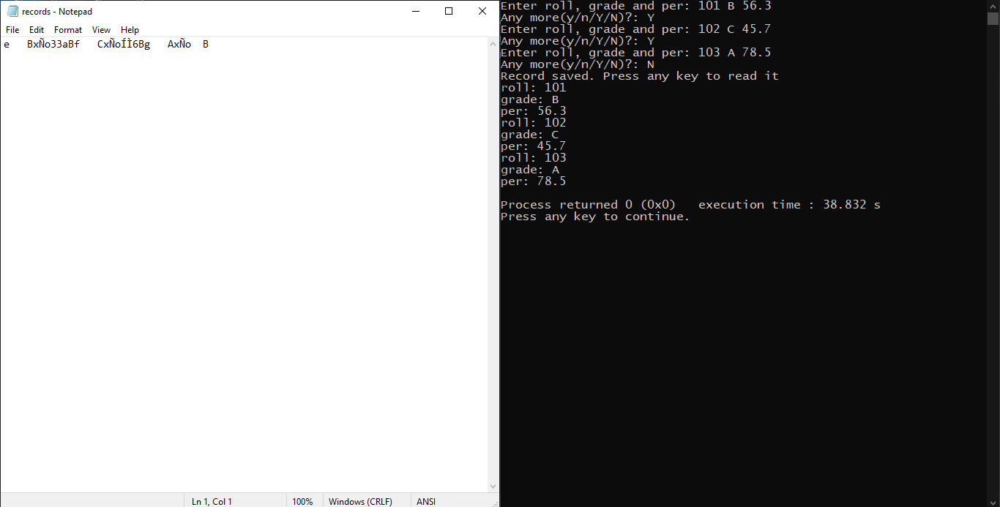 records - Notepad
File Edit Format View Help
e   BxÑo33aBf   CxÑoÍÌ6Bg   AxÑo  B
Ln 1, Col 1 100% Windows (CRLF) ANSI
Enter roll, grade and per: 101 B 56.3
Any more(y/n/Y/N)?: Y
Enter roll, grade and per: 102 C 45.7
Any more(y/n/Y/N)?: Y
Enter roll, grade and per: 103 A 78.5
Any more(y/n/Y/N)?: N
Record saved. Press any key to read it
roll: 101
grade: B
per: 56.3
roll: 102
grade: C
per: 45.7
roll: 103
grade: A
per: 78.5
Process returned 0 (0x0)   execution time : 38.832 s
Press any key to continue.